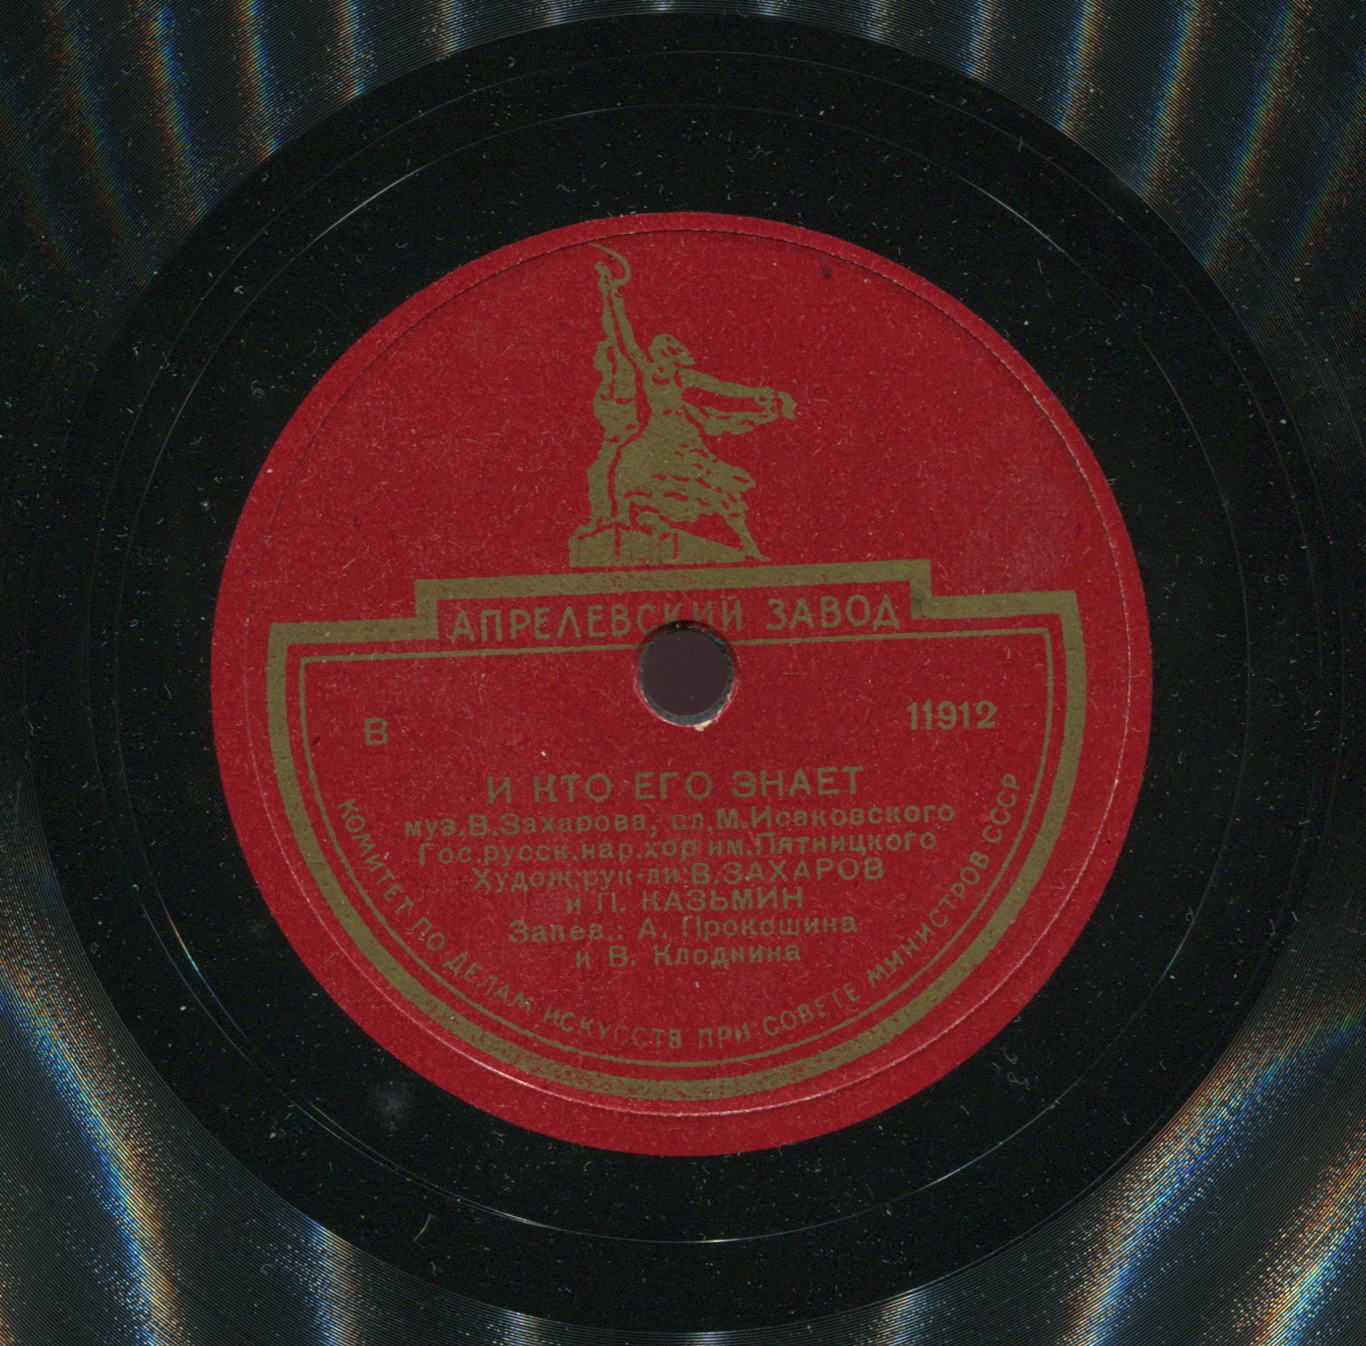 АПРЕЛЕВСКИЙ ЗАВОД
В 11912
И КТО ЕГО ЗНАЕТ
муз.В.Захарова, сл.М.Исаковского
Гос.русск.нар.хор им.Пятницкого
Худож.рук-ли:В.ЗАХАРОВ
и П. КАЗЬМИН
Запев.: А. Прокошина
и В. Клоднина
КОМИТЕТ ПО ДЕЛАМ ИСКУССТВ ПРИ СОВЕТЕ МИНИСТРОВ СССР